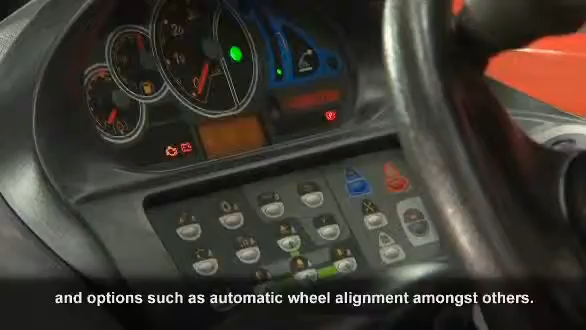 and options such as automatic wheel alignment amongst others.